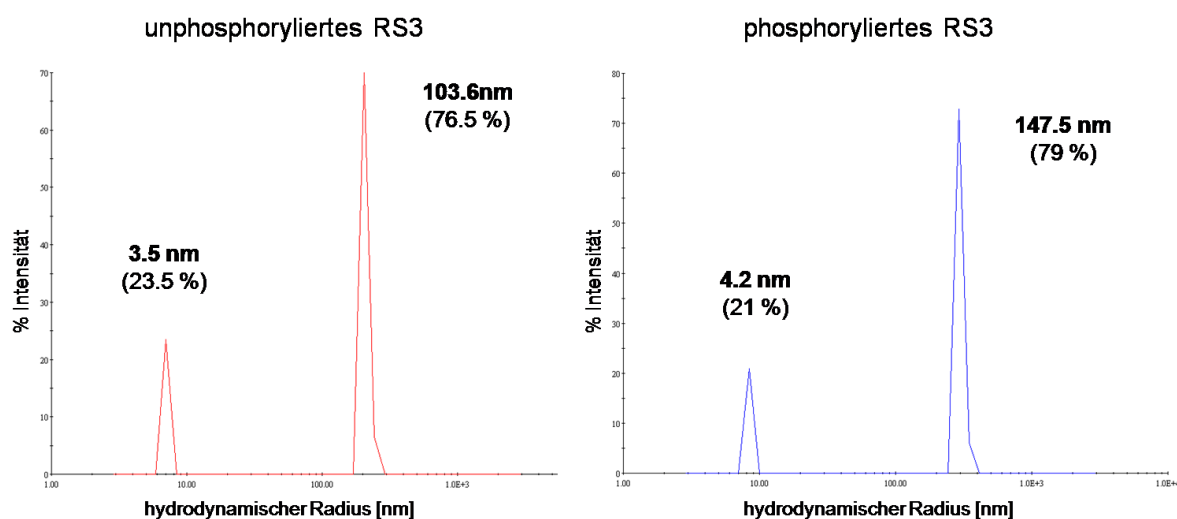 unphosphoryliertes RS3
70
60
50
40
30
20
10
0
% Intensität
3.5 nm
(23.5 %)
103.6nm
(76.5 %)
1.00
10.00
100.00
1.0E+3
hydrodynamischer Radius [nm]
phosphoryliertes RS3
80
70
60
50
40
30
20
10
0
% Intensität
4.2 nm
(21 %)
147.5 nm
(79 %)
1.00
10.00
100.00
1.0E+3
1.0E+4
hydrodynamischer Radius [nm]